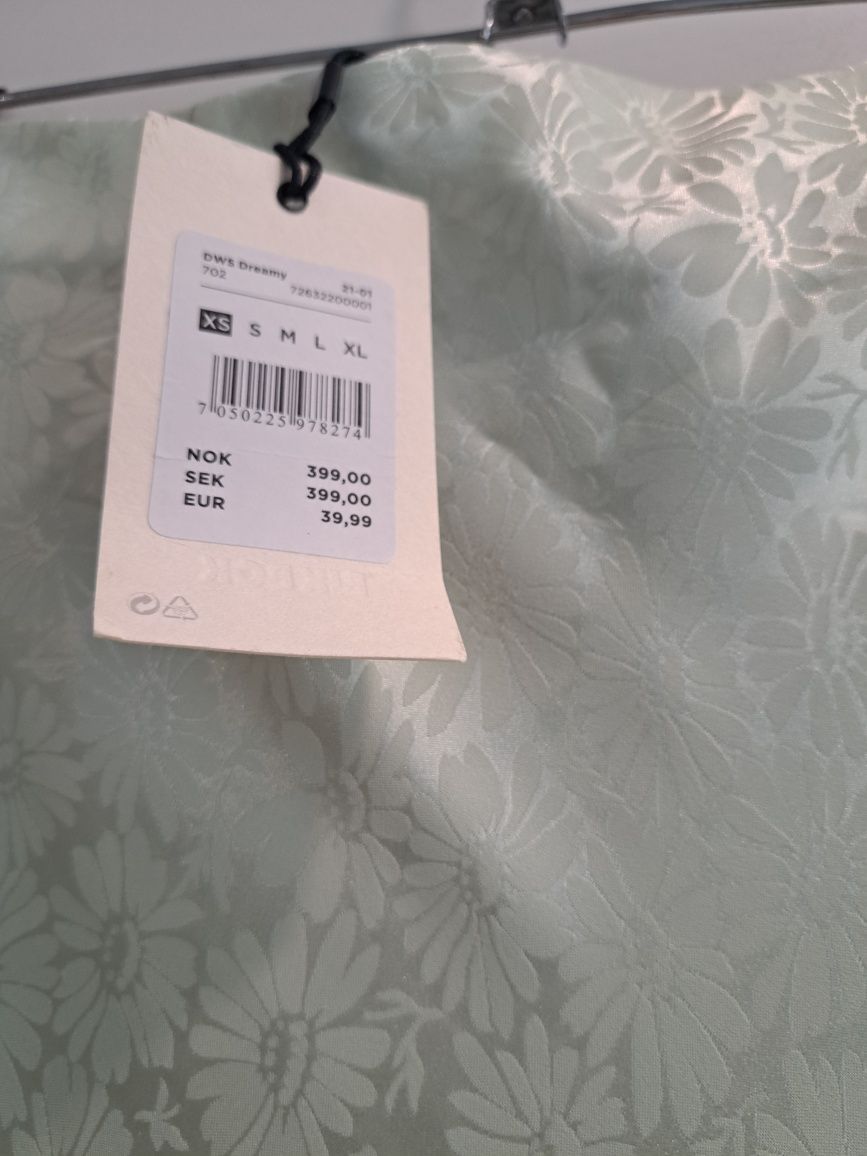 DWS Dreamy 21-01
702 72632200001
XS S M L XL
7 050225 978274
NOK 399,00
SEK 399,00
EUR 39,99